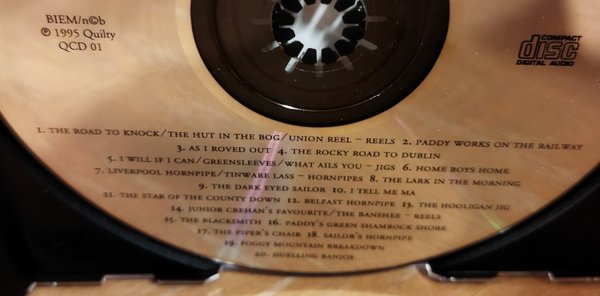 BIEM/n©b
℗ 1995 Quilty
QCD 01
COMPACT
disc
DIGITAL AUDIO
1. THE ROAD TO KNOCK/THE HUT IN THE BOG/UNION REEL – REELS 2. PADDY WORKS ON THE RAILWAY
3. AS I ROVED OUT 4. THE ROCKY ROAD TO DUBLIN
5. I WILL IF I CAN/GREENSLEEVES/WHAT AILS YOU – JIGS 6. HOME BOYS HOME
7. LIVERPOOL HORNPIPE/TINWARE LASS – HORNPIPES 8. THE LARK IN THE MORNING
9. THE DARK EYED SAILOR 10. I TELL ME MA
11. THE STAR OF THE COUNTY DOWN 12. BELFAST HORNPIPE 13. THE HOOLIGAN JIG
14. JUNIOR CREHAN'S FAVOURITE/THE BANSHEE – REELS
15. THE BLACKSMITH 16. PADDY'S GREEN SHAMROCK SHORE
17. THE PIPER'S CHAIR 18. SAILOR'S HORNPIPE
19. FOGGY MOUNTAIN BREAKDOWN
20. DUELLING BANJOS